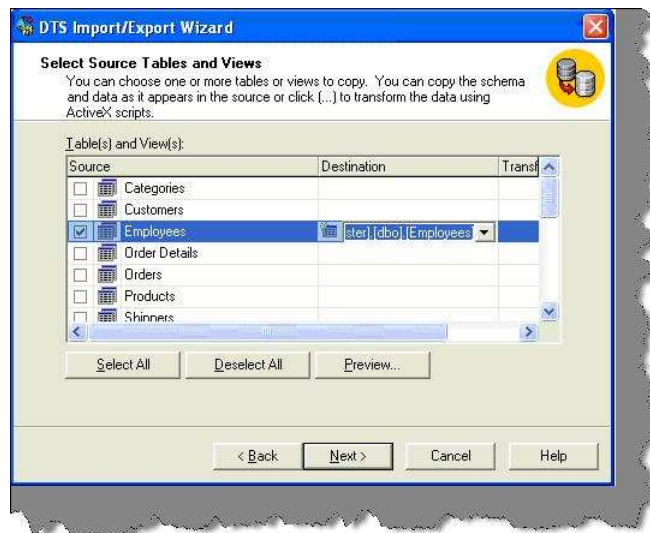 DTS Import/Export Wizard
Select Source Tables and Views
You can choose one or more tables or views to copy. You can copy the schema
and data as it appears in the source or click (...) to transform the data using
ActiveX scripts.
Table(s) and View(s):
Source Destination Transf
Categories
Customers
Employees ster].[dbo].[Employees
Order Details
Orders
Products
Shippers
Select All Deselect All Preview...
< Back Next > Cancel Help